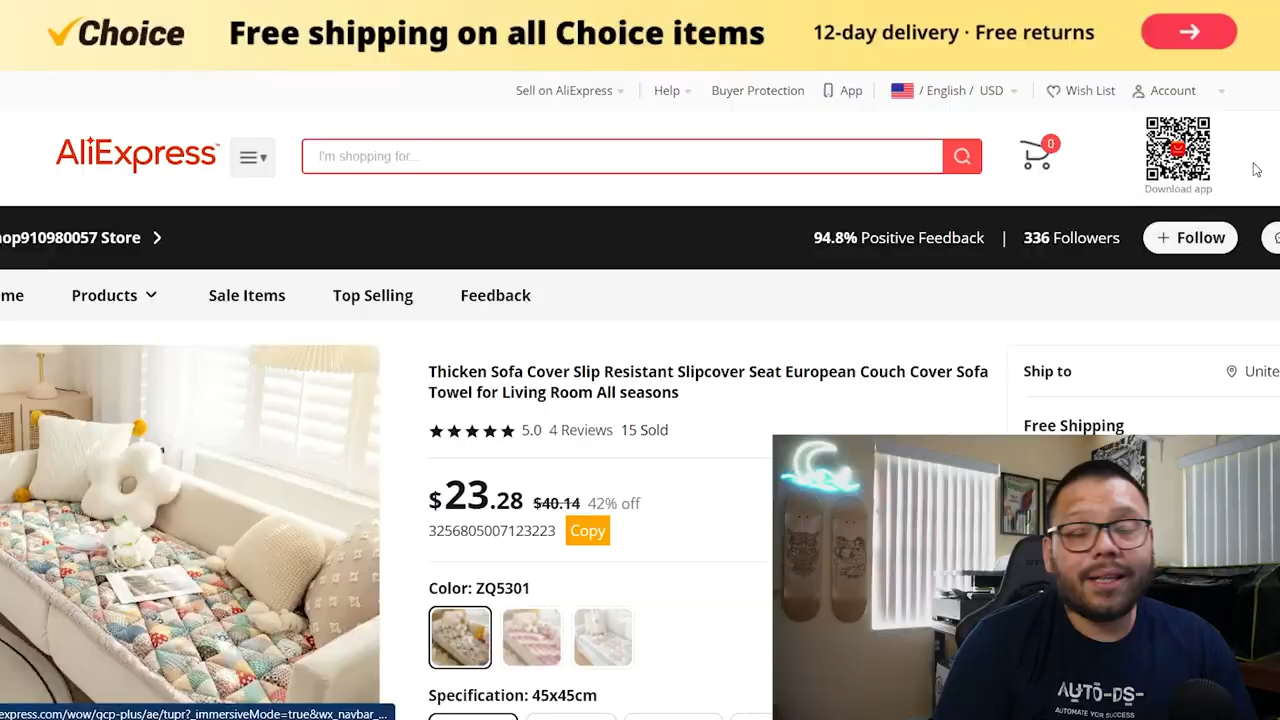 Choice Free shipping on all Choice items 12-day delivery · Free returns
Sell on AliExpress Help Buyer Protection App / English / USD Wish List Account
AliExpress I'm shopping for... 0
Download app
op910980057 Store 94.8% Positive Feedback | 336 Followers + Follow
me Products Sale Items Top Selling Feedback
Thicken Sofa Cover Slip Resistant Slipcover Seat European Couch Cover Sofa
Towel for Living Room All seasons
5.0 4 Reviews 15 Sold
$23.28 $40.14 42% off
3256805007123223 Copy
Color: ZQ5301
Specification: 45x45cm
Ship to Unite
Free Shipping
AUTO-DS-
AUTOMATE YOUR SUCCESS
express.com/wow/gcp-plus/ae/tupr?_immersiveMode=true&wx_navbar_...